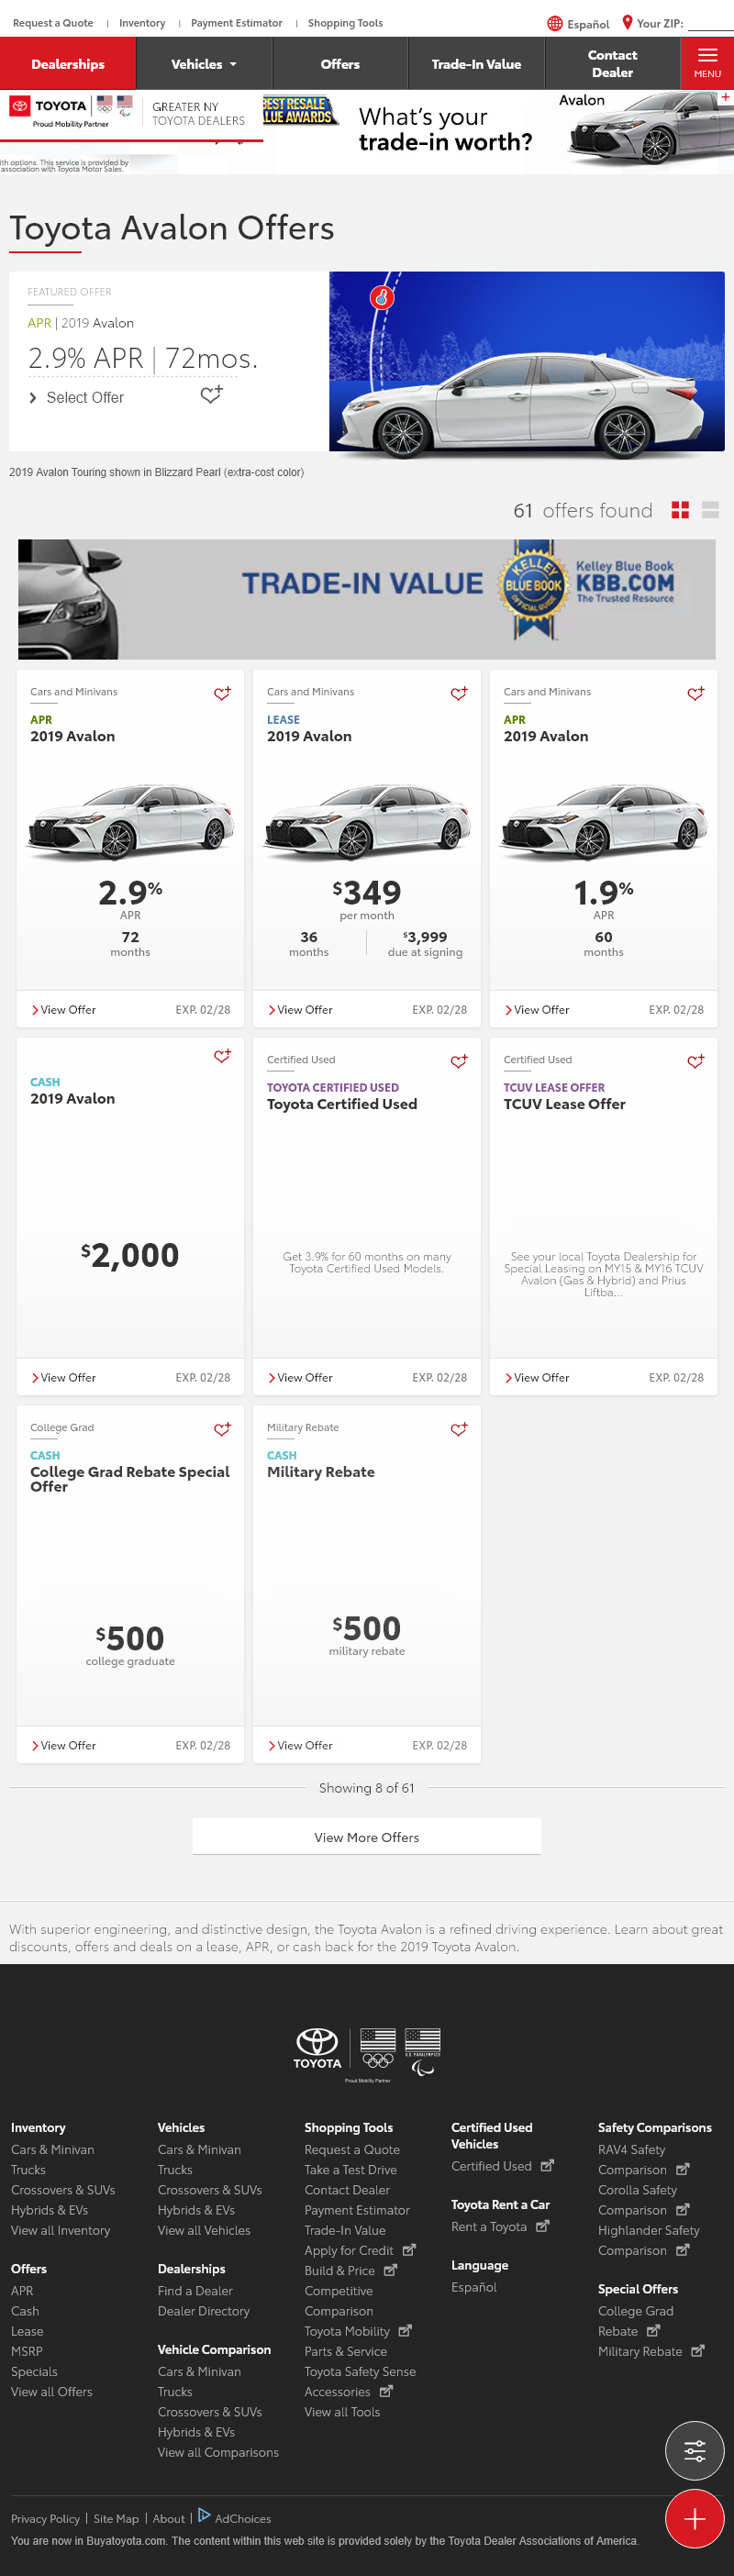 Request a Quote | Inventory | Payment Estimator | Shopping Tools
Español Your ZIP:
Dealerships Vehicles Offers Trade-In Value Contact Dealer MENU
TOYOTA
Proud Mobility Partner
GREATER NY
TOYOTA DEALERS
BEST RESALE
VALUE AWARDS
What's your
trade-in worth?
Avalon
ith options. This service is provided by
association with Toyota Motor Sales.
Toyota Avalon Offers
FEATURED OFFER
APR | 2019 Avalon
2.9% APR | 72mos.
Select Offer
2019 Avalon Touring shown in Blizzard Pearl (extra-cost color)
61 offers found
TRADE-IN VALUE
KELLEY
BLUE BOOK
OFFICIAL GUIDE
Kelley Blue Book
KBB.COM
The Trusted Resource
Cars and Minivans
APR
2019 Avalon
2.9%
APR
72
months
View Offer EXP. 02/28
Cars and Minivans
LEASE
2019 Avalon
$349
per month
36
months
$3,999
due at signing
View Offer EXP. 02/28
Cars and Minivans
APR
2019 Avalon
1.9%
APR
60
months
View Offer EXP. 02/28
CASH
2019 Avalon
$2,000
View Offer EXP. 02/28
Certified Used
TOYOTA CERTIFIED USED
Toyota Certified Used
Get 3.9% for 60 months on many
Toyota Certified Used Models.
View Offer EXP. 02/28
Certified Used
TCUV LEASE OFFER
TCUV Lease Offer
See your local Toyota Dealership for
Special Leasing on MY15 & MY16 TCUV
Avalon (Gas & Hybrid) and Prius
Liftba...
View Offer EXP. 02/28
College Grad
CASH
College Grad Rebate Special
Offer
$500
college graduate
View Offer EXP. 02/28
Military Rebate
CASH
Military Rebate
$500
military rebate
View Offer EXP. 02/28
Showing 8 of 61
View More Offers
With superior engineering, and distinctive design, the Toyota Avalon is a refined driving experience. Learn about great
discounts, offers and deals on a lease, APR, or cash back for the 2019 Toyota Avalon.
TOYOTA
U.S. PARALYMPICS
Proud Mobility Partner
Inventory
Cars & Minivan
Trucks
Crossovers & SUVs
Hybrids & EVs
View all Inventory
Offers
APR
Cash
Lease
MSRP
Specials
View all Offers
Vehicles
Cars & Minivan
Trucks
Crossovers & SUVs
Hybrids & EVs
View all Vehicles
Dealerships
Find a Dealer
Dealer Directory
Vehicle Comparison
Cars & Minivan
Trucks
Crossovers & SUVs
Hybrids & EVs
View all Comparisons
Shopping Tools
Request a Quote
Take a Test Drive
Contact Dealer
Payment Estimator
Trade-In Value
Apply for Credit
Build & Price
Competitive
Comparison
Toyota Mobility
Parts & Service
Toyota Safety Sense
Accessories
View all Tools
Certified Used
Vehicles
Certified Used
Toyota Rent a Car
Rent a Toyota
Language
Español
Safety Comparisons
RAV4 Safety
Comparison
Corolla Safety
Comparison
Highlander Safety
Comparison
Special Offers
College Grad
Rebate
Military Rebate
Privacy Policy | Site Map | About | AdChoices
You are now in Buyatoyota.com. The content within this web site is provided solely by the Toyota Dealer Associations of America.